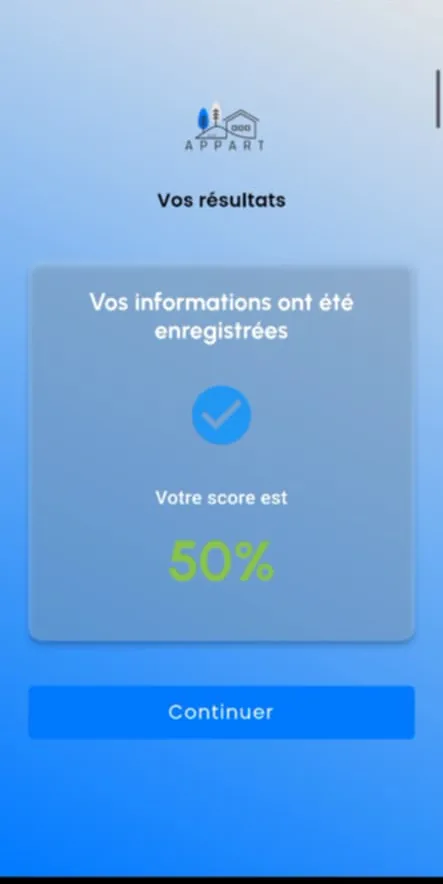 APPART
Vos résultats
Vos informations ont été
enregistrées
Votre score est
50%
Continuer